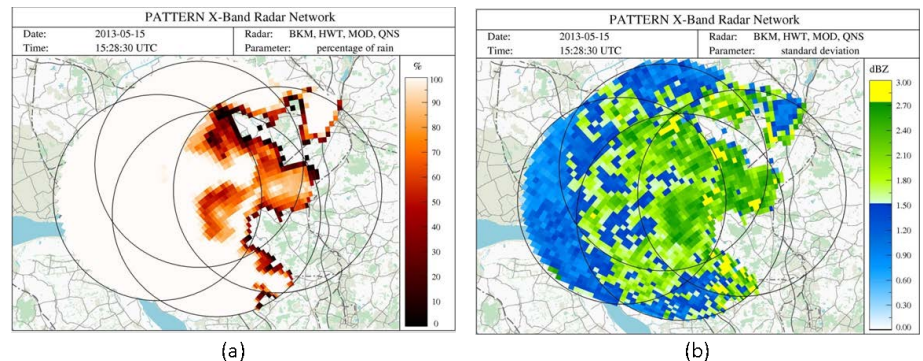 PATTERN X-Band Radar Network
Date: 2013-05-15 Radar: BKM, HWT, MOD, QNS
Time: 15:28:30 UTC Parameter: percentage of rain
%
100
90
80
70
60
50
40
30
20
10
0
(a)
PATTERN X-Band Radar Network
Date: 2013-05-15 Radar: BKM, HWT, MOD, QNS
Time: 15:28:30 UTC Parameter: standard deviation
dBZ
3.00
2.70
2.40
2.10
1.80
1.50
1.20
0.90
0.60
0.30
0.00
(b)